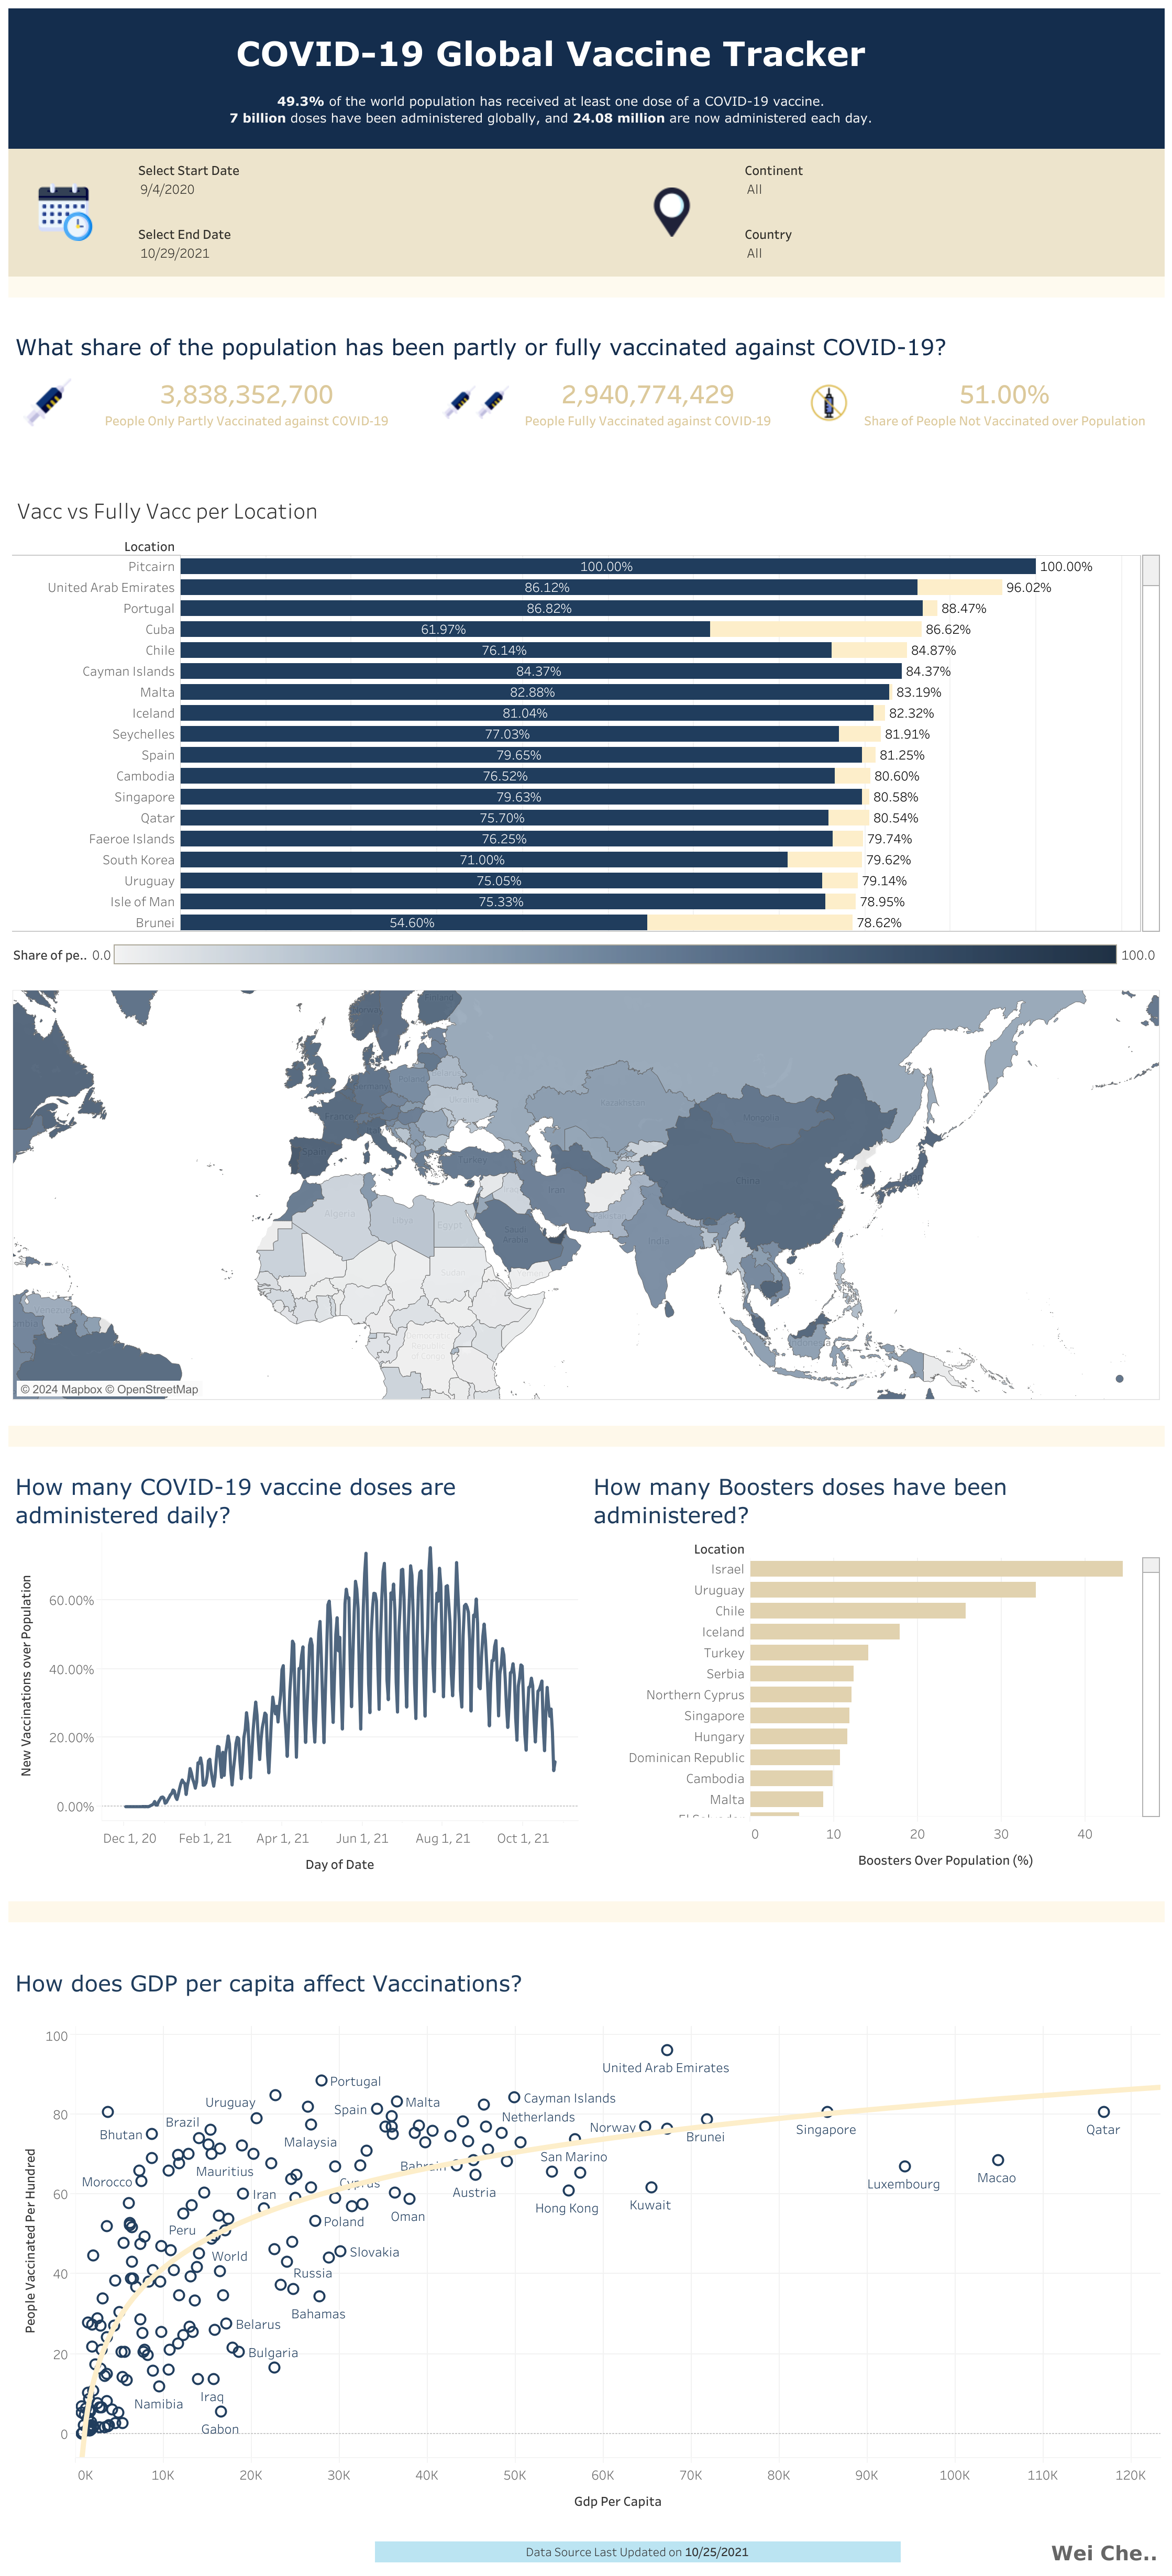 COVID-19 Global Vaccine Tracker
49.3% of the world population has received at least one dose of a COVID-19 vaccine.
7 billion doses have been administered globally, and 24.08 million are now administered each day.
Select Start Date
9/4/2020
Select End Date
10/29/2021
Continent
All
Country
All
What share of the population has been partly or fully vaccinated against COVID-19?
3,838,352,700
People Only Partly Vaccinated against COVID-19
2,940,774,429
People Fully Vaccinated against COVID-19
51.00%
Share of People Not Vaccinated over Population
Vacc vs Fully Vacc per Location
Location
Pitcairn 100.00% 100.00%
United Arab Emirates 86.12% 96.02%
Portugal 86.82% 88.47%
Cuba 61.97% 86.62%
Chile 76.14% 84.87%
Cayman Islands 84.37% 84.37%
Malta 82.88% 83.19%
Iceland 81.04% 82.32%
Seychelles 77.03% 81.91%
Spain 79.65% 81.25%
Cambodia 76.52% 80.60%
Singapore 79.63% 80.58%
Qatar 75.70% 80.54%
Faeroe Islands 76.25% 79.74%
South Korea 71.00% 79.62%
Uruguay 75.05% 79.14%
Isle of Man 75.33% 78.95%
Brunei 54.60% 78.62%
Share of pe.. 0.0 100.0
Finland
France
Ukraine
Kazakhstan
Mongolia
China
Iran
Algeria
Libya
Egypt
Saudi
Arabia
India
Sudan
Democratic
Republic
of Congo
© 2024 Mapbox © OpenStreetMap
How many COVID-19 vaccine doses are
administered daily?
New Vaccinations over Population
60.00%
40.00%
20.00%
0.00%
Dec 1, 20 Feb 1, 21 Apr 1, 21 Jun 1, 21 Aug 1, 21 Oct 1, 21
Day of Date
How many Boosters doses have been
administered?
Location
Israel
Uruguay
Chile
Iceland
Turkey
Serbia
Northern Cyprus
Singapore
Hungary
Dominican Republic
Cambodia
Malta
0 10 20 30 40
Boosters Over Population (%)
How does GDP per capita affect Vaccinations?
People Vaccinated Per Hundred
100
80
60
40
20
0
United Arab Emirates
Portugal
Uruguay
Malta
Cayman Islands
Spain
Netherlands
Brazil
Bhutan
Norway
Singapore
Qatar
Malaysia
Brunei
San Marino
Bahrain
Mauritius
Morocco
Cyprus
Austria
Luxembourg
Macao
Iran
Hong Kong
Kuwait
Oman
Peru
Poland
World
Slovakia
Russia
Bahamas
Belarus
Bulgaria
Namibia
Iraq
Gabon
0K 10K 20K 30K 40K 50K 60K 70K 80K 90K 100K 110K 120K
Gdp Per Capita
Data Source Last Updated on 10/25/2021
Wei Che..